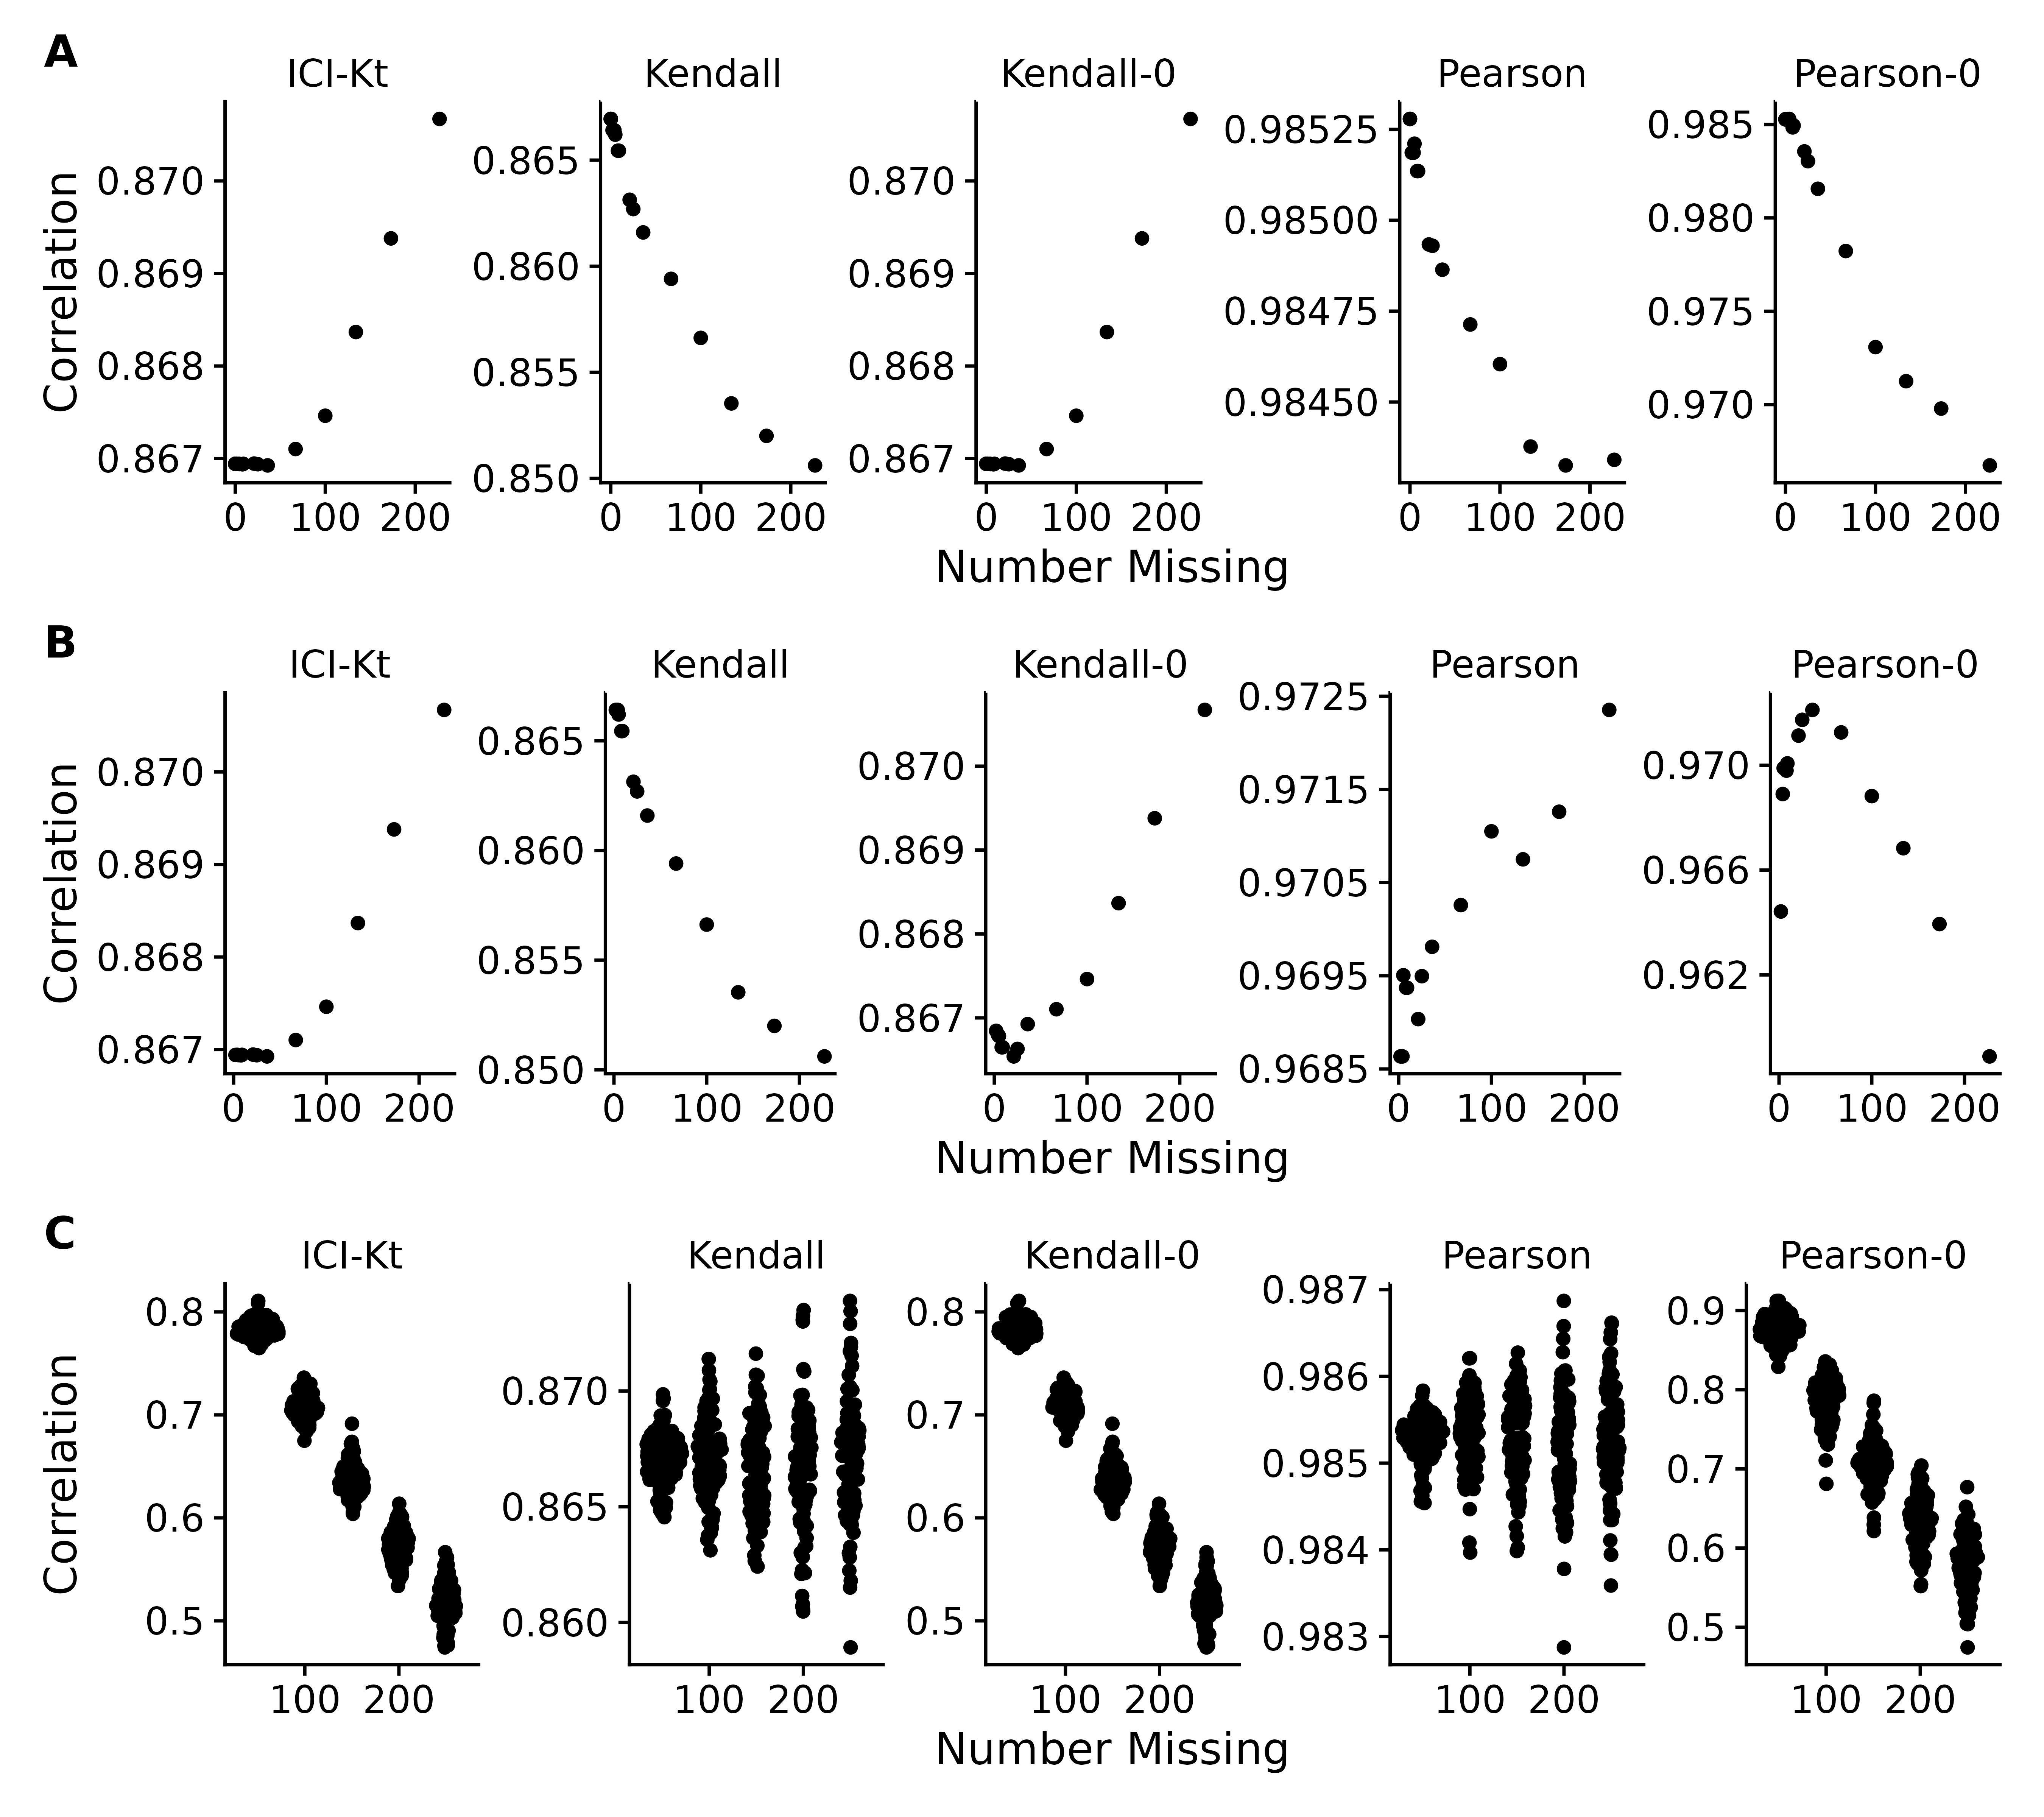 A
ICI-Kt Kendall Kendall-0 Pearson Pearson-0
Correlation
0.870 0.869 0.868 0.867
0.865 0.860 0.855 0.850
0.870 0.869 0.868 0.867
0.98525 0.98500 0.98475 0.98450
0.985 0.980 0.975 0.970
0 100 200 0 100 200 0 100 200 0 100 200 0 100 200
Number Missing
B
ICI-Kt Kendall Kendall-0 Pearson Pearson-0
Correlation
0.870 0.869 0.868 0.867
0.865 0.860 0.855 0.850
0.870 0.869 0.868 0.867
0.9725 0.9715 0.9705 0.9695 0.9685
0.970 0.966 0.962
0 100 200 0 100 200 0 100 200 0 100 200 0 100 200
Number Missing
C
ICI-Kt Kendall Kendall-0 Pearson Pearson-0
Correlation
0.8 0.7 0.6 0.5
0.870 0.865 0.860
0.8 0.7 0.6 0.5
0.987 0.986 0.985 0.984 0.983
0.9 0.8 0.7 0.6 0.5
100 200 100 200 100 200 100 200 100 200
Number Missing